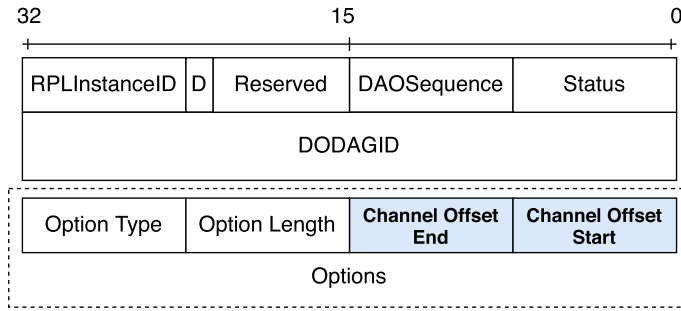 32 15 0
RPLInstanceID D Reserved DAOSequence Status
DODAGID
Option Type Option Length Channel Offset End Channel Offset Start
Options